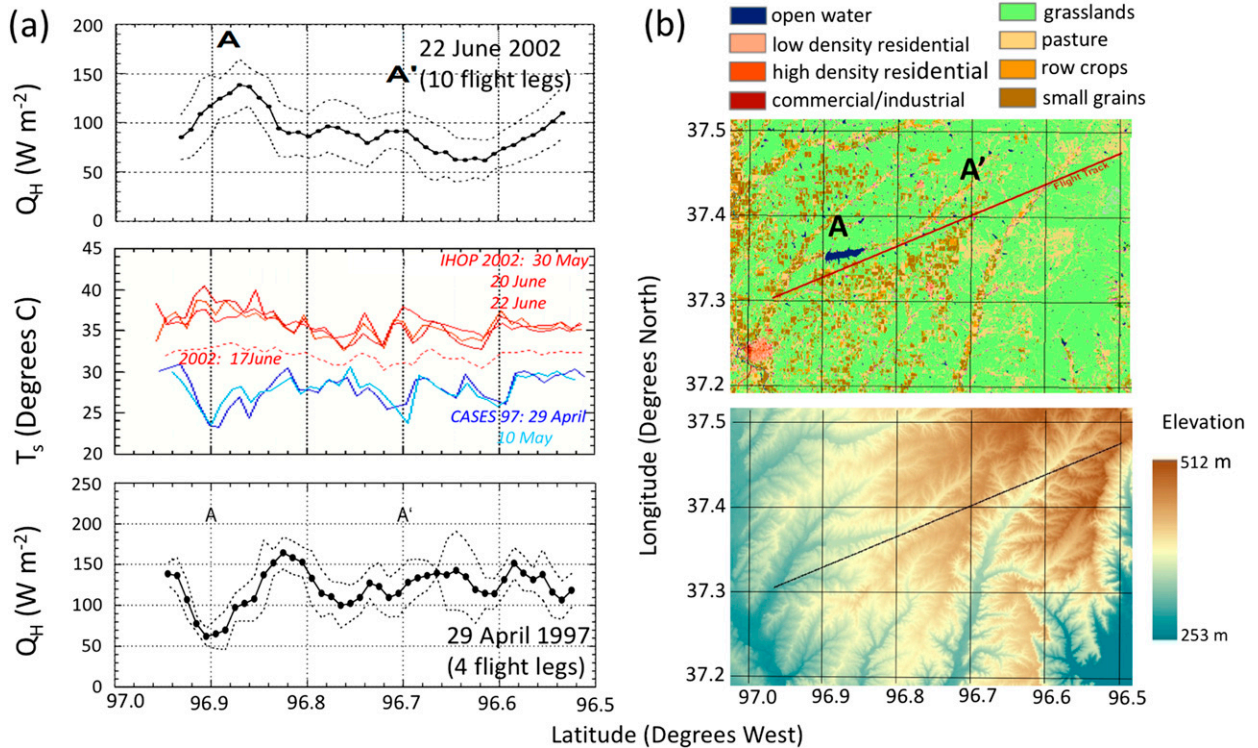 (a)
200
150
100
50
0
Q_H (W m⁻²)
A
A'
22 June 2002
(10 flight legs)
45
40
35
30
25
20
T_s (Degrees C)
IHOP 2002: 30 May
20 June
22 June
2002: 17June
CASES 97: 29 April
10 May
250
200
150
100
50
0
Q_H (W m⁻²)
A
A'
29 April 1997
(4 flight legs)
97.0 96.9 96.8 96.7 96.6 96.5
(b)
open water
low density residential
high density residential
commercial/industrial
grasslands
pasture
row crops
small grains
37.5
37.4
37.3
37.2
A
A'
Flight Track
37.5
37.4
37.3
37.2
Longitude (Degrees North)
Elevation
512 m
253 m
97.0 96.9 96.8 96.7 96.6 96.5
Latitude (Degrees West)